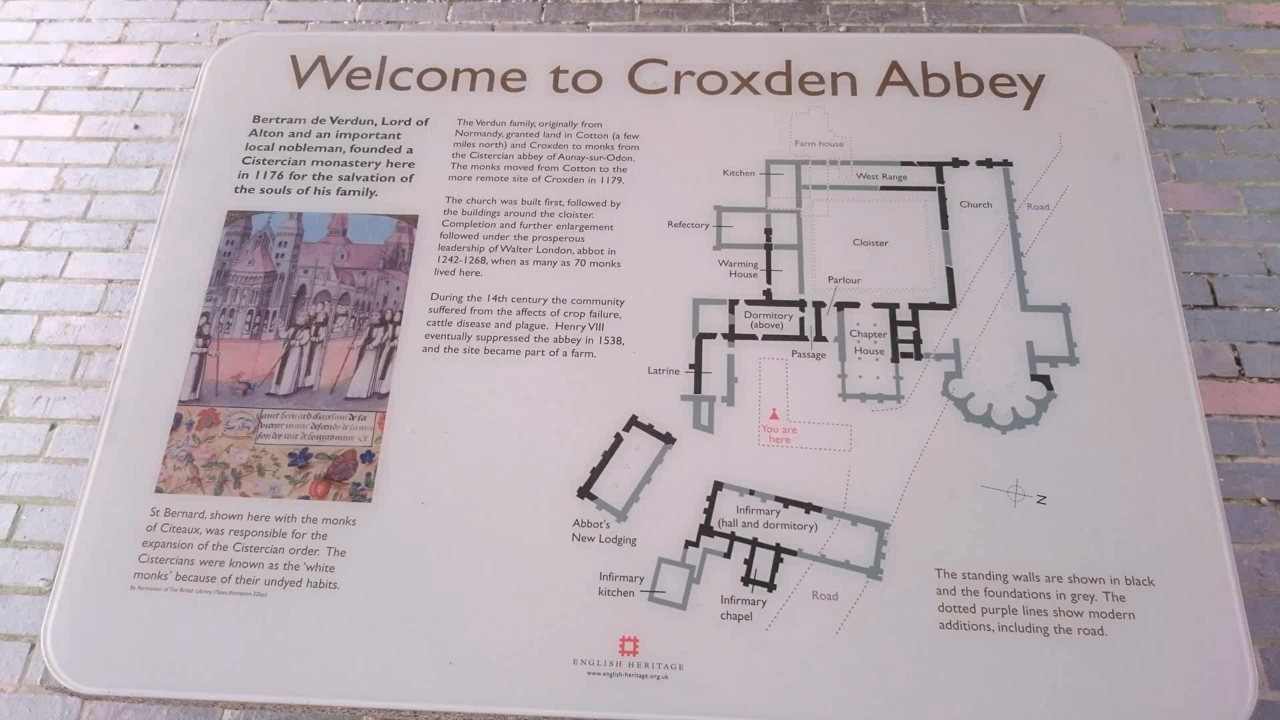 Welcome to Croxden Abbey
Bertram de Verdun, Lord of
Alton and an important
local nobleman, founded a
Cistercian monastery here
in 1176 for the salvation of
the souls of his family.
The Verdun family, originally from
Normandy, granted land in Cotton (a few
miles north) and Croxden to monks from
the Cistercian abbey of Aunay-sur-Odon.
The monks moved from Cotton to the
more remote site of Croxden in 1179.
The church was built first, followed by
the buildings around the cloister.
Completion and further enlargement
followed under the prosperous
leadership of Walter London, abbot in
1242-1268, when as many as 70 monks
lived here.
During the 14th century the community
suffered from the affects of crop failure,
cattle disease and plague. Henry VIII
eventually suppressed the abbey in 1538,
and the site became part of a farm.
St Bernard, shown here with the monks
of Citeaux, was responsible for the
expansion of the Cistercian order. The
Cistercians were known as the 'white
monks' because of their undyed habits.
By Permission of The British Library
Farm house
Kitchen
West Range
Church
Road
Refectory
Cloister
Warming
House
Parlour
Dormitory
(above)
Chapter
House
Passage
Latrine
You are
here
N
Abbot's
New Lodging
Infirmary
(hall and dormitory)
Infirmary
kitchen
Infirmary
chapel
Road
The standing walls are shown in black
and the foundations in grey. The
dotted purple lines show modern
additions, including the road.
ENGLISH HERITAGE
www.english-heritage.org.uk